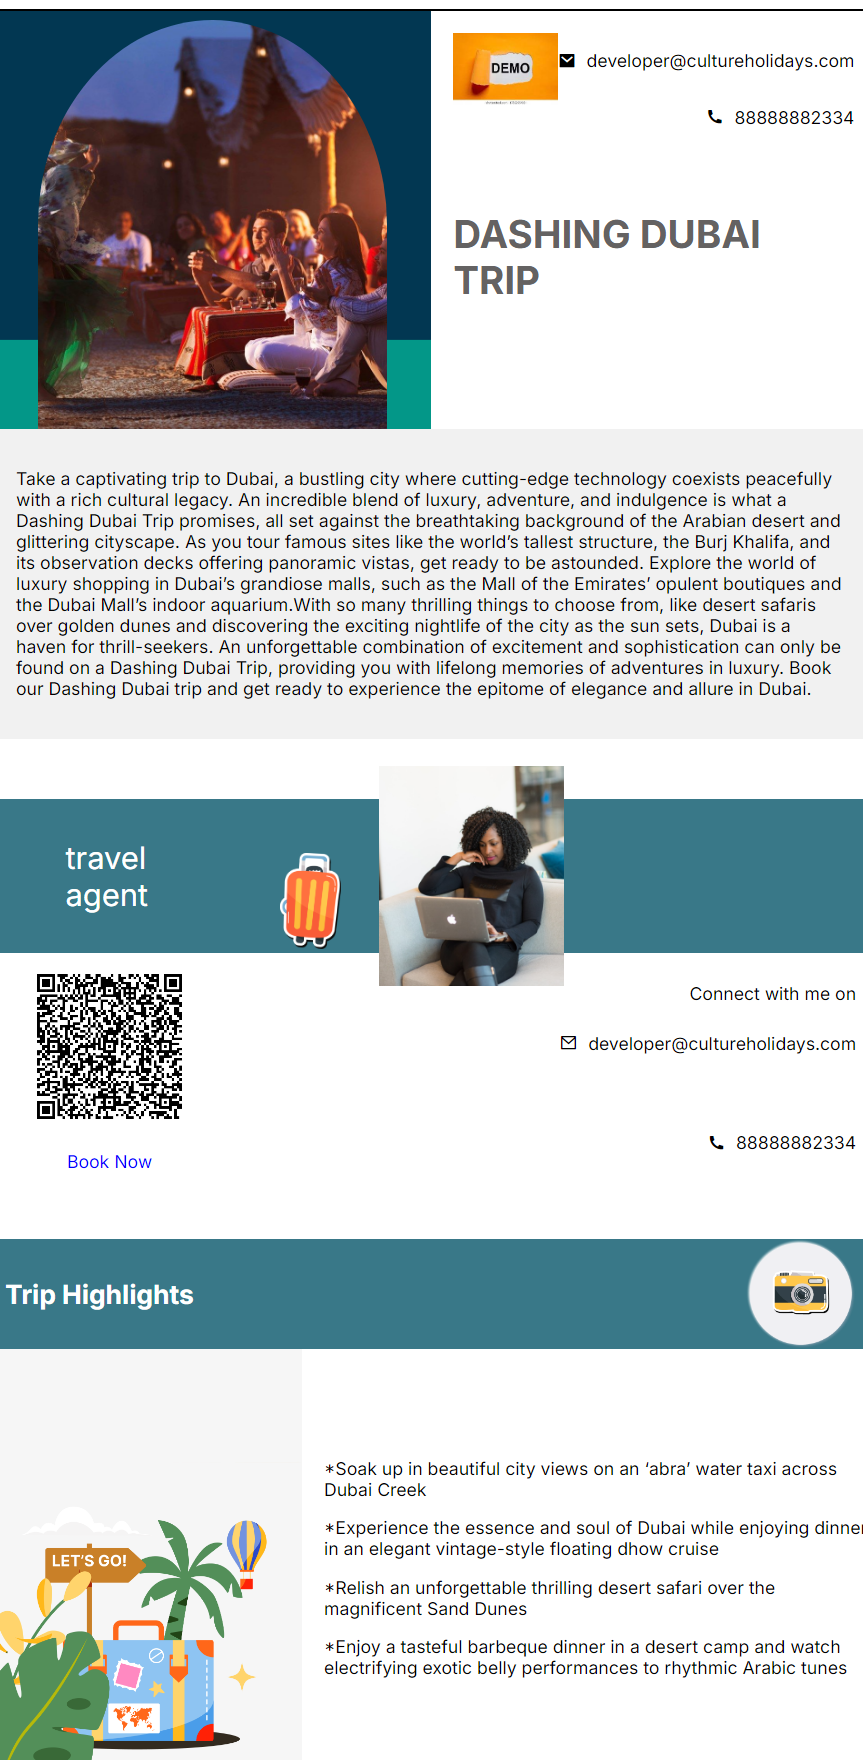 DEMO
developer@cultureholidays.com
88888882334
DASHING DUBAI
TRIP
Take a captivating trip to Dubai, a bustling city where cutting-edge technology coexists peacefully
with a rich cultural legacy. An incredible blend of luxury, adventure, and indulgence is what a
Dashing Dubai Trip promises, all set against the breathtaking background of the Arabian desert and
glittering cityscape. As you tour famous sites like the world’s tallest structure, the Burj Khalifa, and
its observation decks offering panoramic vistas, get ready to be astounded. Explore the world of
luxury shopping in Dubai’s grandiose malls, such as the Mall of the Emirates’ opulent boutiques and
the Dubai Mall’s indoor aquarium.With so many thrilling things to choose from, like desert safaris
over golden dunes and discovering the exciting nightlife of the city as the sun sets, Dubai is a
haven for thrill-seekers. An unforgettable combination of excitement and sophistication can only be
found on a Dashing Dubai Trip, providing you with lifelong memories of adventures in luxury. Book
our Dashing Dubai trip and get ready to experience the epitome of elegance and allure in Dubai.
travel
agent
Connect with me on
developer@cultureholidays.com
88888882334
Book Now
Trip Highlights
LET'S GO!
*Soak up in beautiful city views on an ‘abra’ water taxi across
Dubai Creek
*Experience the essence and soul of Dubai while enjoying dinner
in an elegant vintage-style floating dhow cruise
*Relish an unforgettable thrilling desert safari over the
magnificent Sand Dunes
*Enjoy a tasteful barbeque dinner in a desert camp and watch
electrifying exotic belly performances to rhythmic Arabic tunes